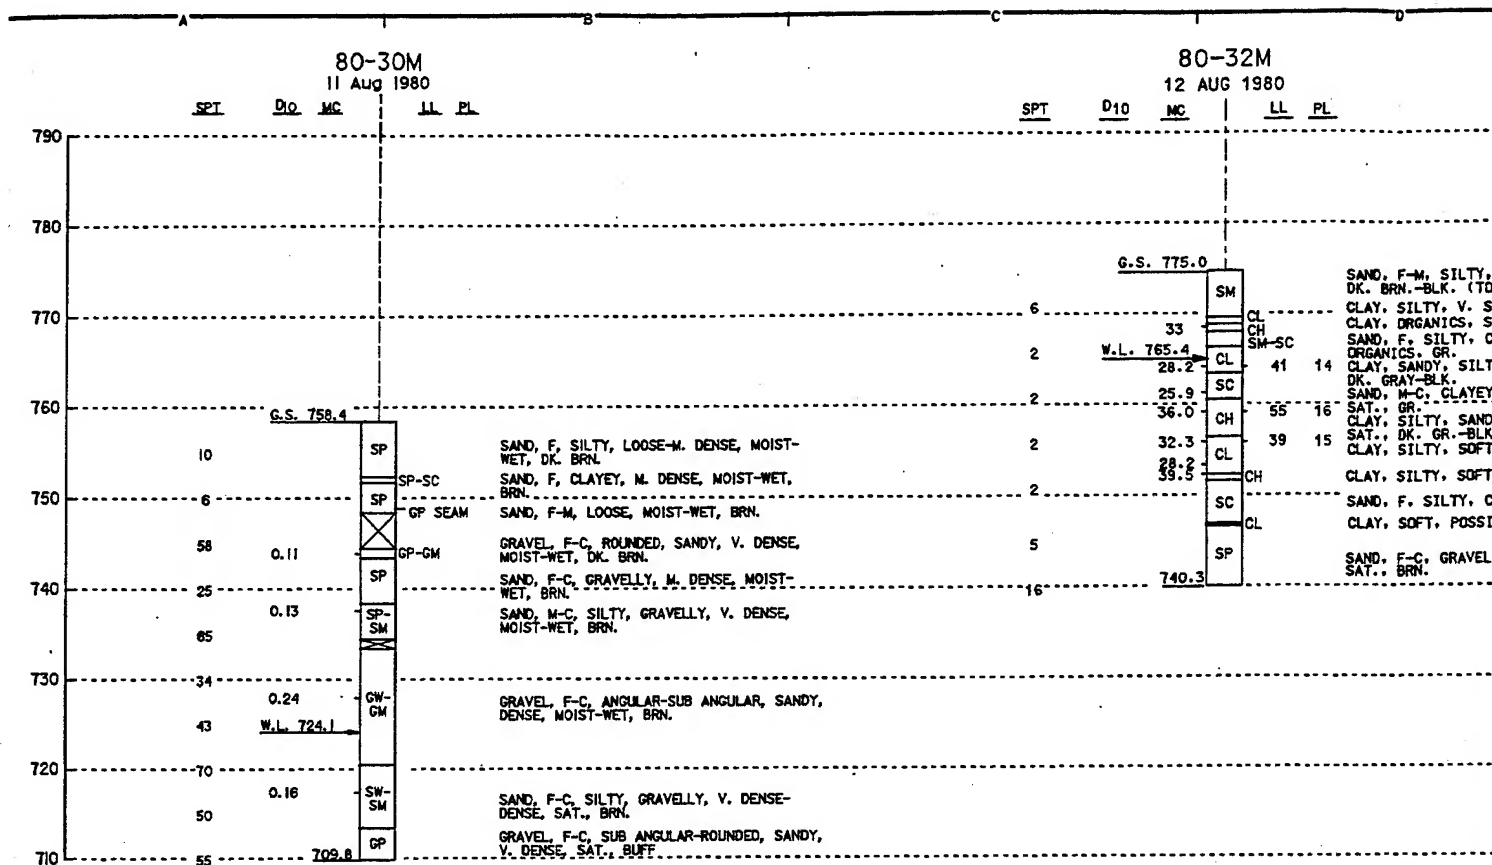 A B C D
80-30M
11 Aug 1980
SPT D10 MC LL PL
80-32M
12 AUG 1980
SPT D10 MC LL PL
790
780
770
760
750
740
730
720
710
G.S. 758.4
10
6
58
25
65
34
43
70
50
55
0.11
0.13
0.24
W.L. 724.1
0.16
709.8
SP
SP-SC
SP
GP SEAM
GP-GM
SP
SP-
SM
GW-
GM
SW-
SM
GP
SAND, F, SILTY, LOOSE-M. DENSE, MOIST-
WET, DK. BRN.
SAND, F, CLAYEY, M. DENSE, MOIST-WET,
BRN.
SAND, F-M, LOOSE, MOIST-WET, BRN.
GRAVEL, F-C, ROUNDED, SANDY, V. DENSE,
MOIST-WET, DK. BRN.
SAND, F-C, GRAVELLY, M. DENSE, MOIST-
WET, BRN.
SAND, M-C, SILTY, GRAVELLY, V. DENSE,
MOIST-WET, BRN.
GRAVEL, F-C, ANGULAR-SUB ANGULAR, SANDY,
DENSE, MOIST-WET, BRN.
SAND, F-C, SILTY, GRAVELLY, V. DENSE-
DENSE, SAT., BRN.
GRAVEL, F-C, SUB ANGULAR-ROUNDED, SANDY,
V. DENSE, SAT., BUFF
G.S. 775.0
6
2
2
2
2
5
16
33
W.L. 765.4
28.2 41 14
25.9
36.0 55 16
32.3 39 15
28.2
39.5
740.3
SM
CL
CH
SM-SC
CL
SC
CH
CL
CH
SC
CL
SP
SAND, F-M, SILTY,
DK. BRN.-BLK. (TO
CLAY, SILTY, V. S
CLAY, ORGANICS, S
SAND, F, SILTY, C
ORGANICS, GR.
CLAY, SANDY, SILT
DK. GRAY-BLK.
SAND, M-C, CLAYEY
SAT., GR.
CLAY, SILTY, SAND
SAT., DK. GR.-BLK
CLAY, SILTY, SOFT
CLAY, SILTY, SOFT
SAND, F, SILTY, C
CLAY, SOFT, POSSI
SAND, F-C, GRAVEL
SAT., BRN.